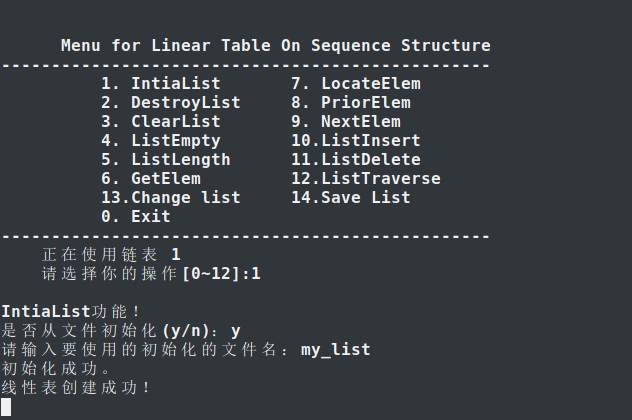 Menu for Linear Table On Sequence Structure
-------------------------------------------------
1. IntiaList 7. LocateElem
2. DestroyList 8. PriorElem
3. ClearList 9. NextElem
4. ListEmpty 10.ListInsert
5. ListLength 11.ListDelete
6. GetElem 12.ListTraverse
13.Change list 14.Save List
0. Exit
-------------------------------------------------
正在使用链表 1
请选择你的操作[0~12]:1
IntiaList功能！
是否从文件初始化(y/n)：y
请输入要使用的初始化的文件名：my_list
初始化成功。
线性表创建成功！